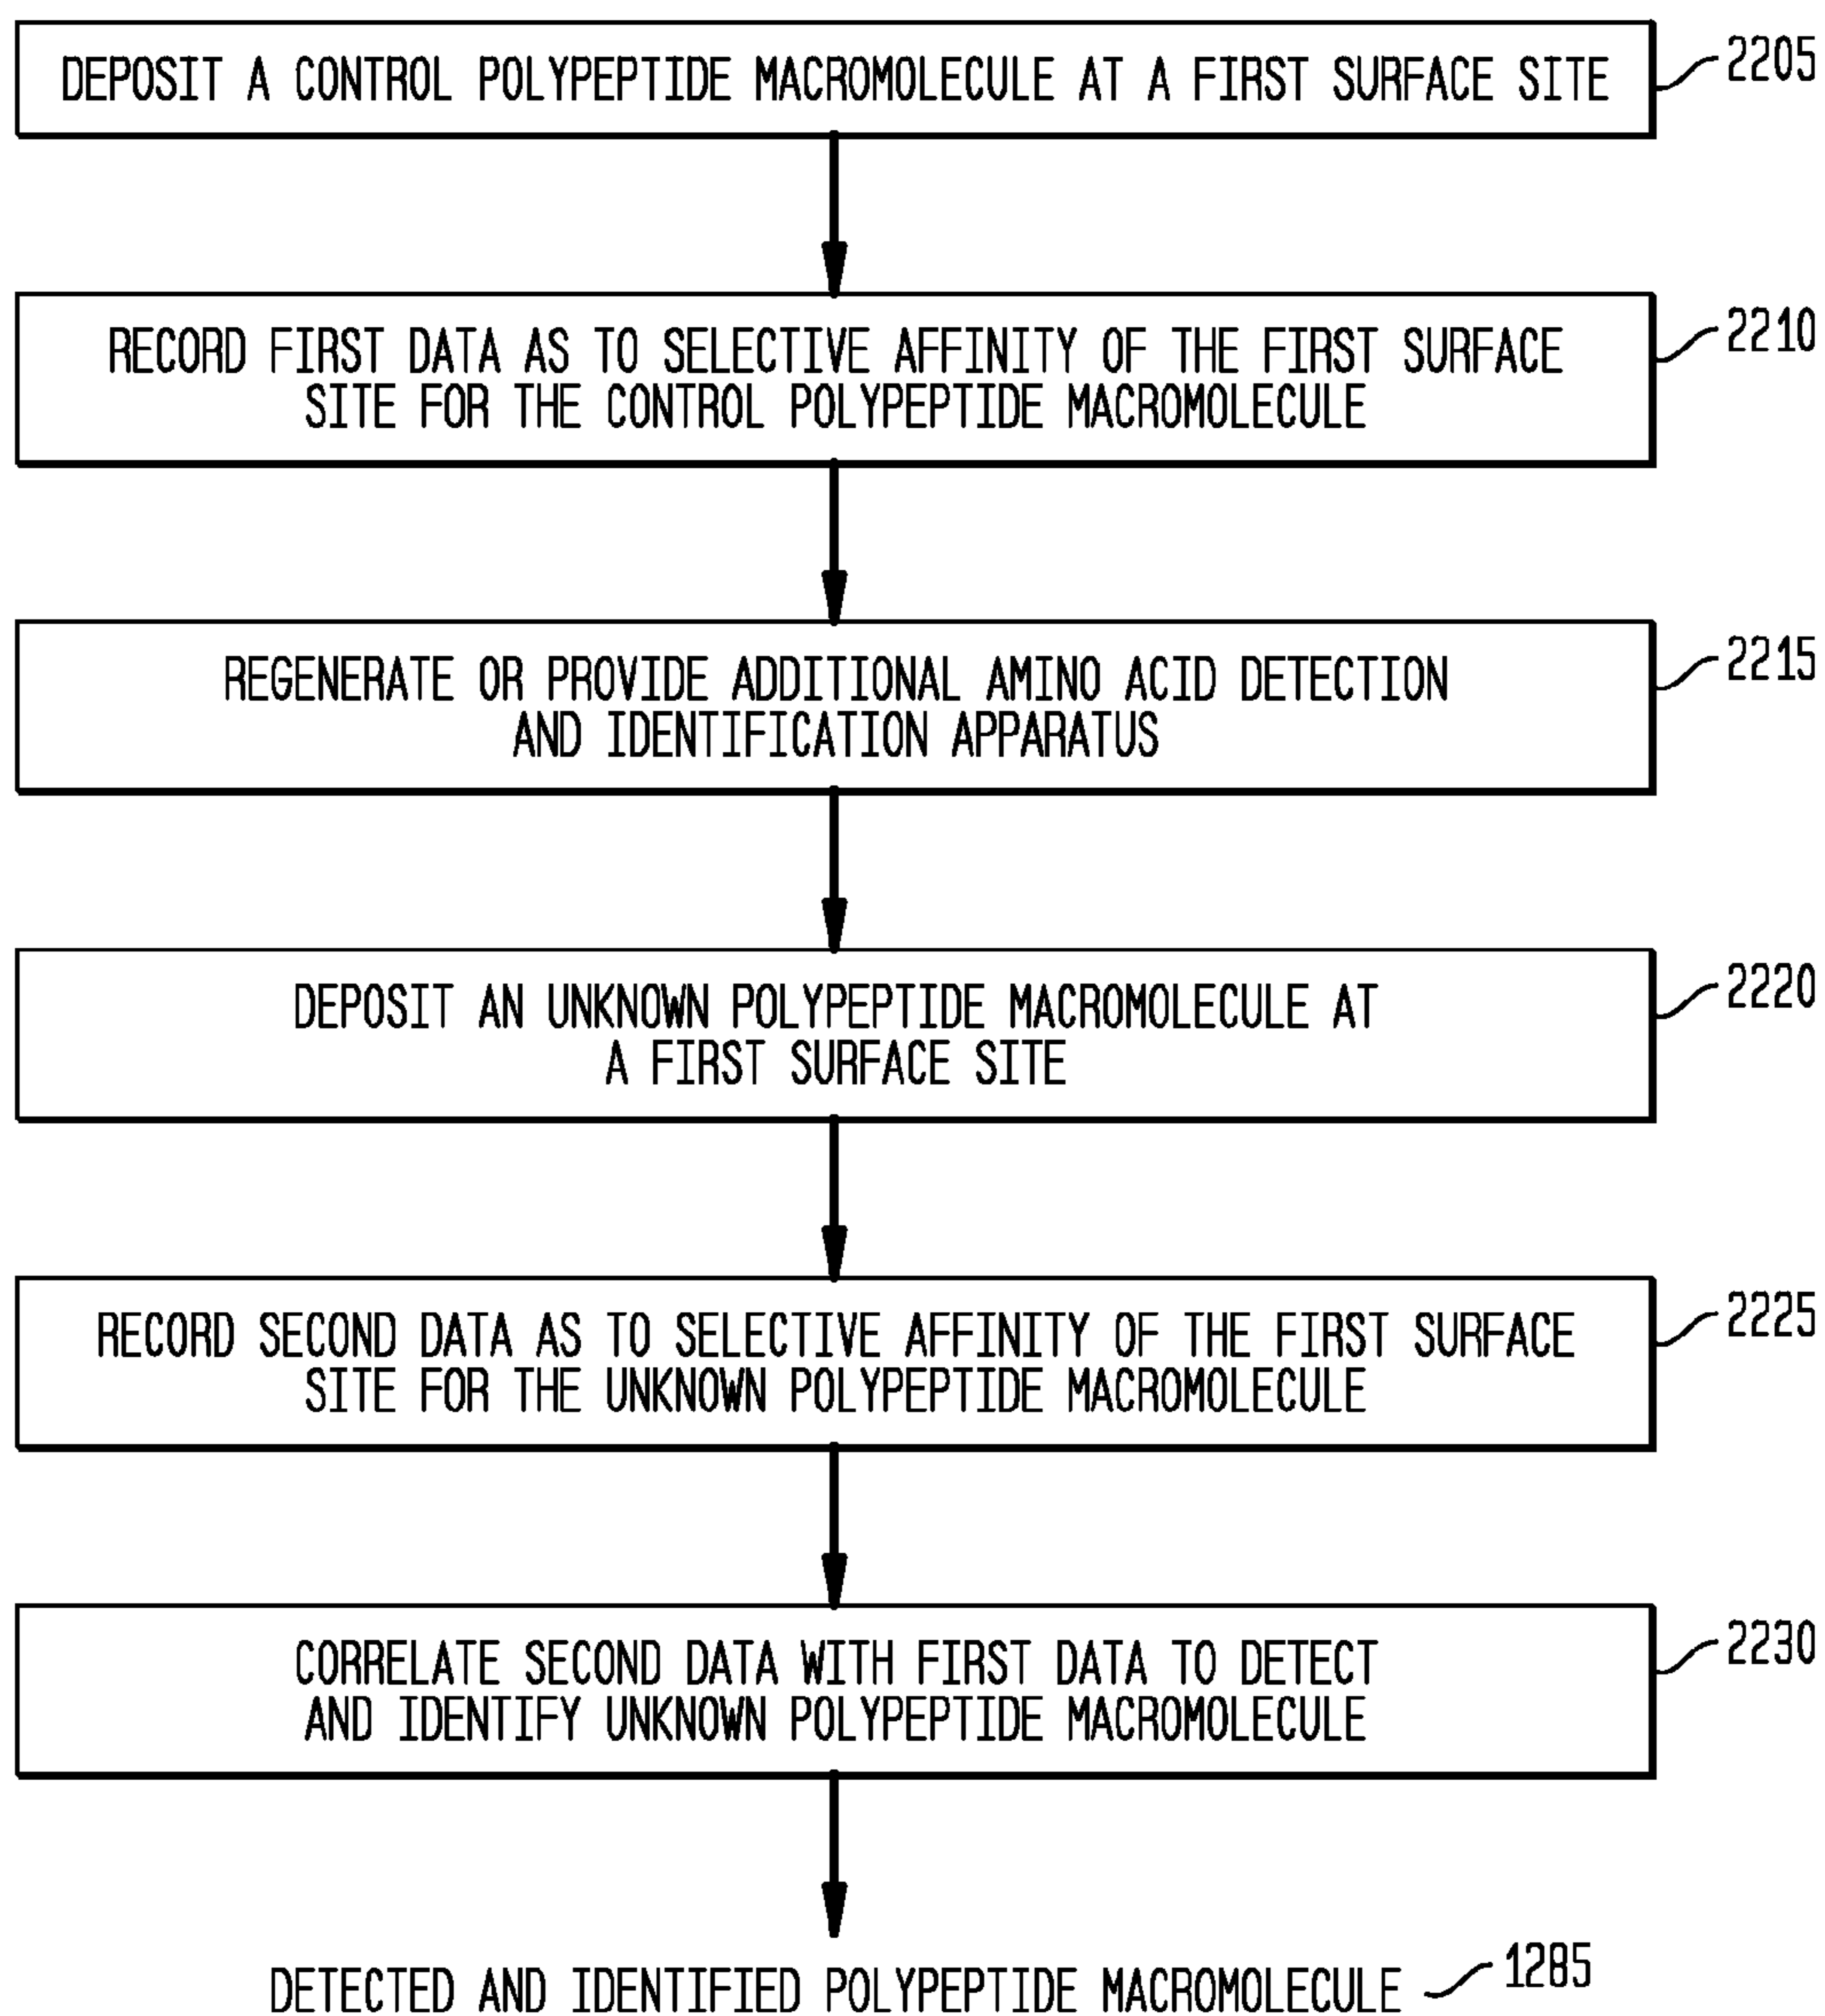 DEPOSIT A CONTROL POLYPEPTIDE MACROMOLECULE AT A FIRST SURFACE SITE
2205
RECORD FIRST DATA AS TO SELECTIVE AFFINITY OF THE FIRST SURFACE
SITE FOR THE CONTROL POLYPEPTIDE MACROMOLECULE
2210
REGENERATE OR PROVIDE ADDITIONAL AMINO ACID DETECTION
AND IDENTIFICATION APPARATUS
2215
DEPOSIT AN UNKNOWN POLYPEPTIDE MACROMOLECULE AT
A FIRST SURFACE SITE
2220
RECORD SECOND DATA AS TO SELECTIVE AFFINITY OF THE FIRST SURFACE
SITE FOR THE UNKNOWN POLYPEPTIDE MACROMOLECULE
2225
CORRELATE SECOND DATA WITH FIRST DATA TO DETECT
AND IDENTIFY UNKNOWN POLYPEPTIDE MACROMOLECULE
2230
DETECTED AND IDENTIFIED POLYPEPTIDE MACROMOLECULE
1285